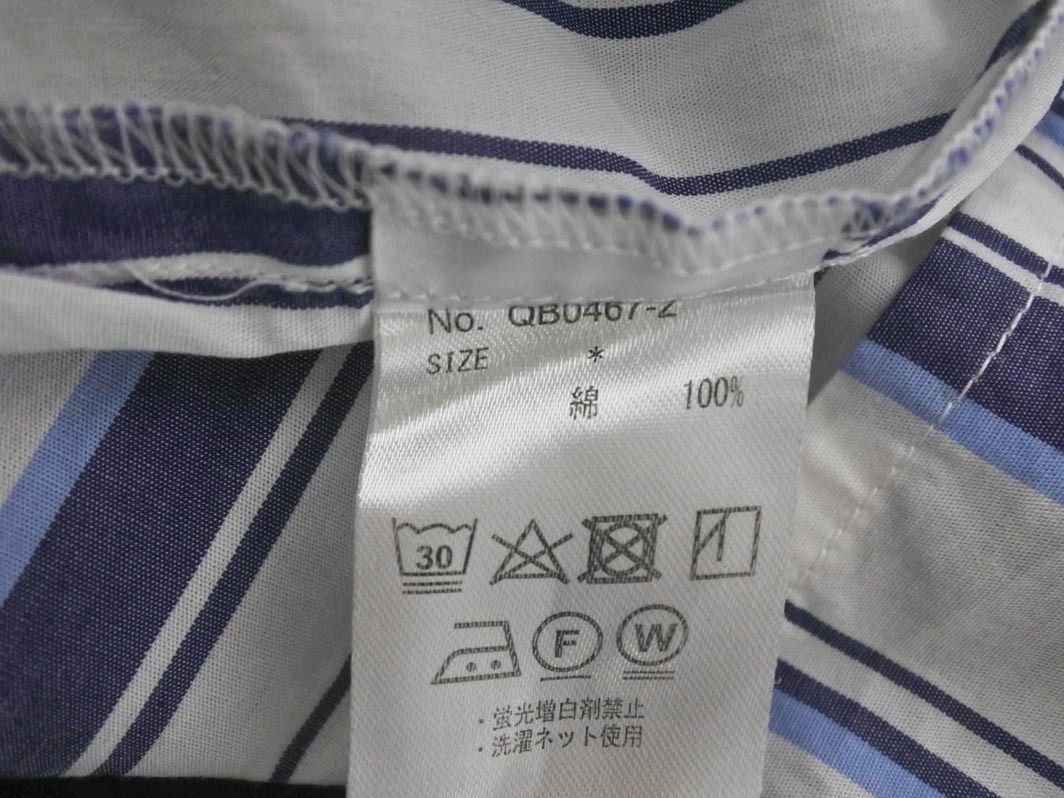 No. QB0467-2
SIZE *
綿 100%
30
F W
・蛍光増白剤禁止
・洗濯ネット使用